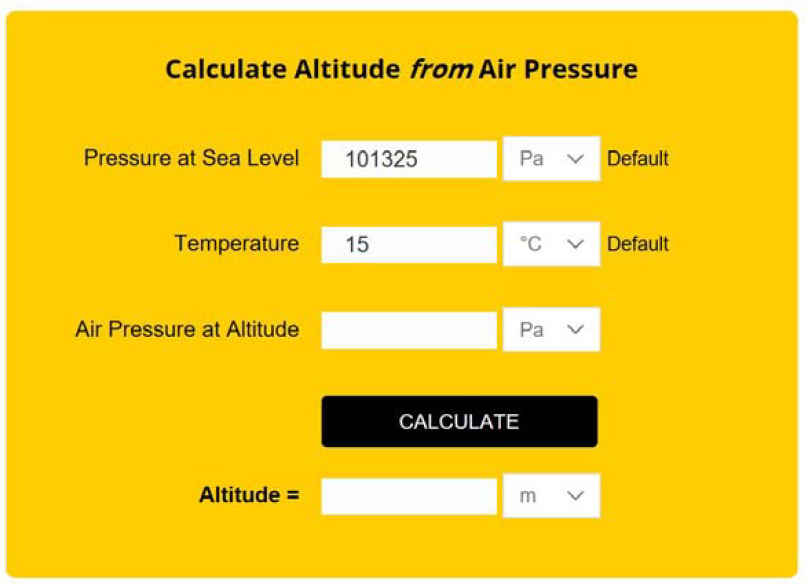 Calculate Altitude from Air Pressure
Pressure at Sea Level 101325 Pa Default
Temperature 15 °C Default
Air Pressure at Altitude Pa
CALCULATE
Altitude = m